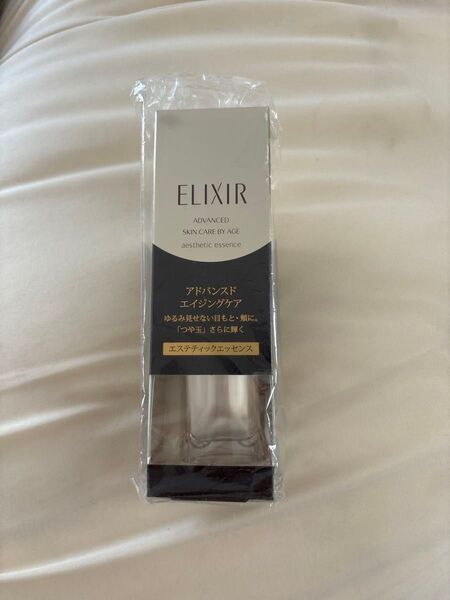 ELIXIR
ADVANCED
SKIN CARE BY AGE
aesthetic essence
アドバンスド
エイジングケア
ゆるみ見せない目もと・頬に。
「つや玉」さらに輝く
エステティックエッセンス